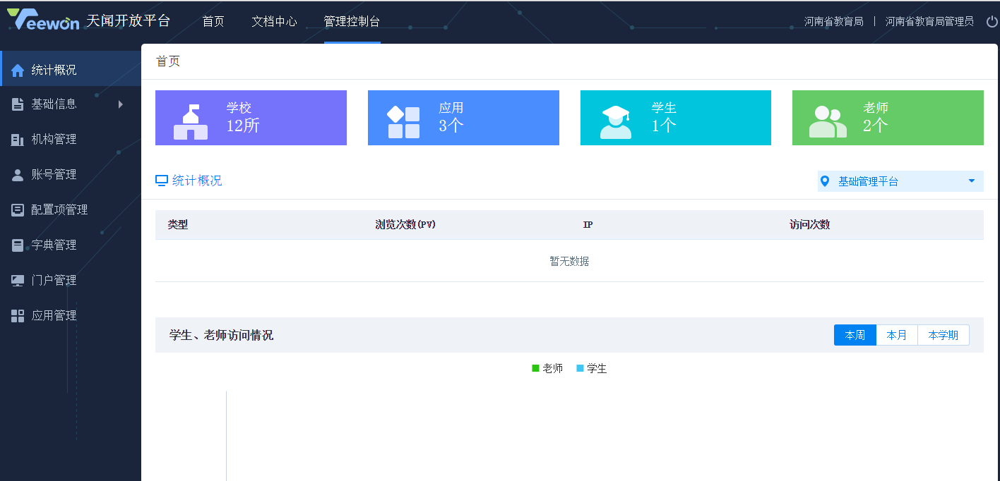 Teewon 天闻开放平台 首页 文档中心 管理控制台 河南省教育局 | 河南省教育局管理员
统计概况
基础信息
机构管理
账号管理
配置项管理
字典管理
门户管理
应用管理
首页
学校
12所
应用
3个
学生
1个
老师
2个
统计概况 基础管理平台
类型 浏览次数(PV) IP 访问次数
暂无数据
学生、老师访问情况 本周 本月 本学期
老师 学生